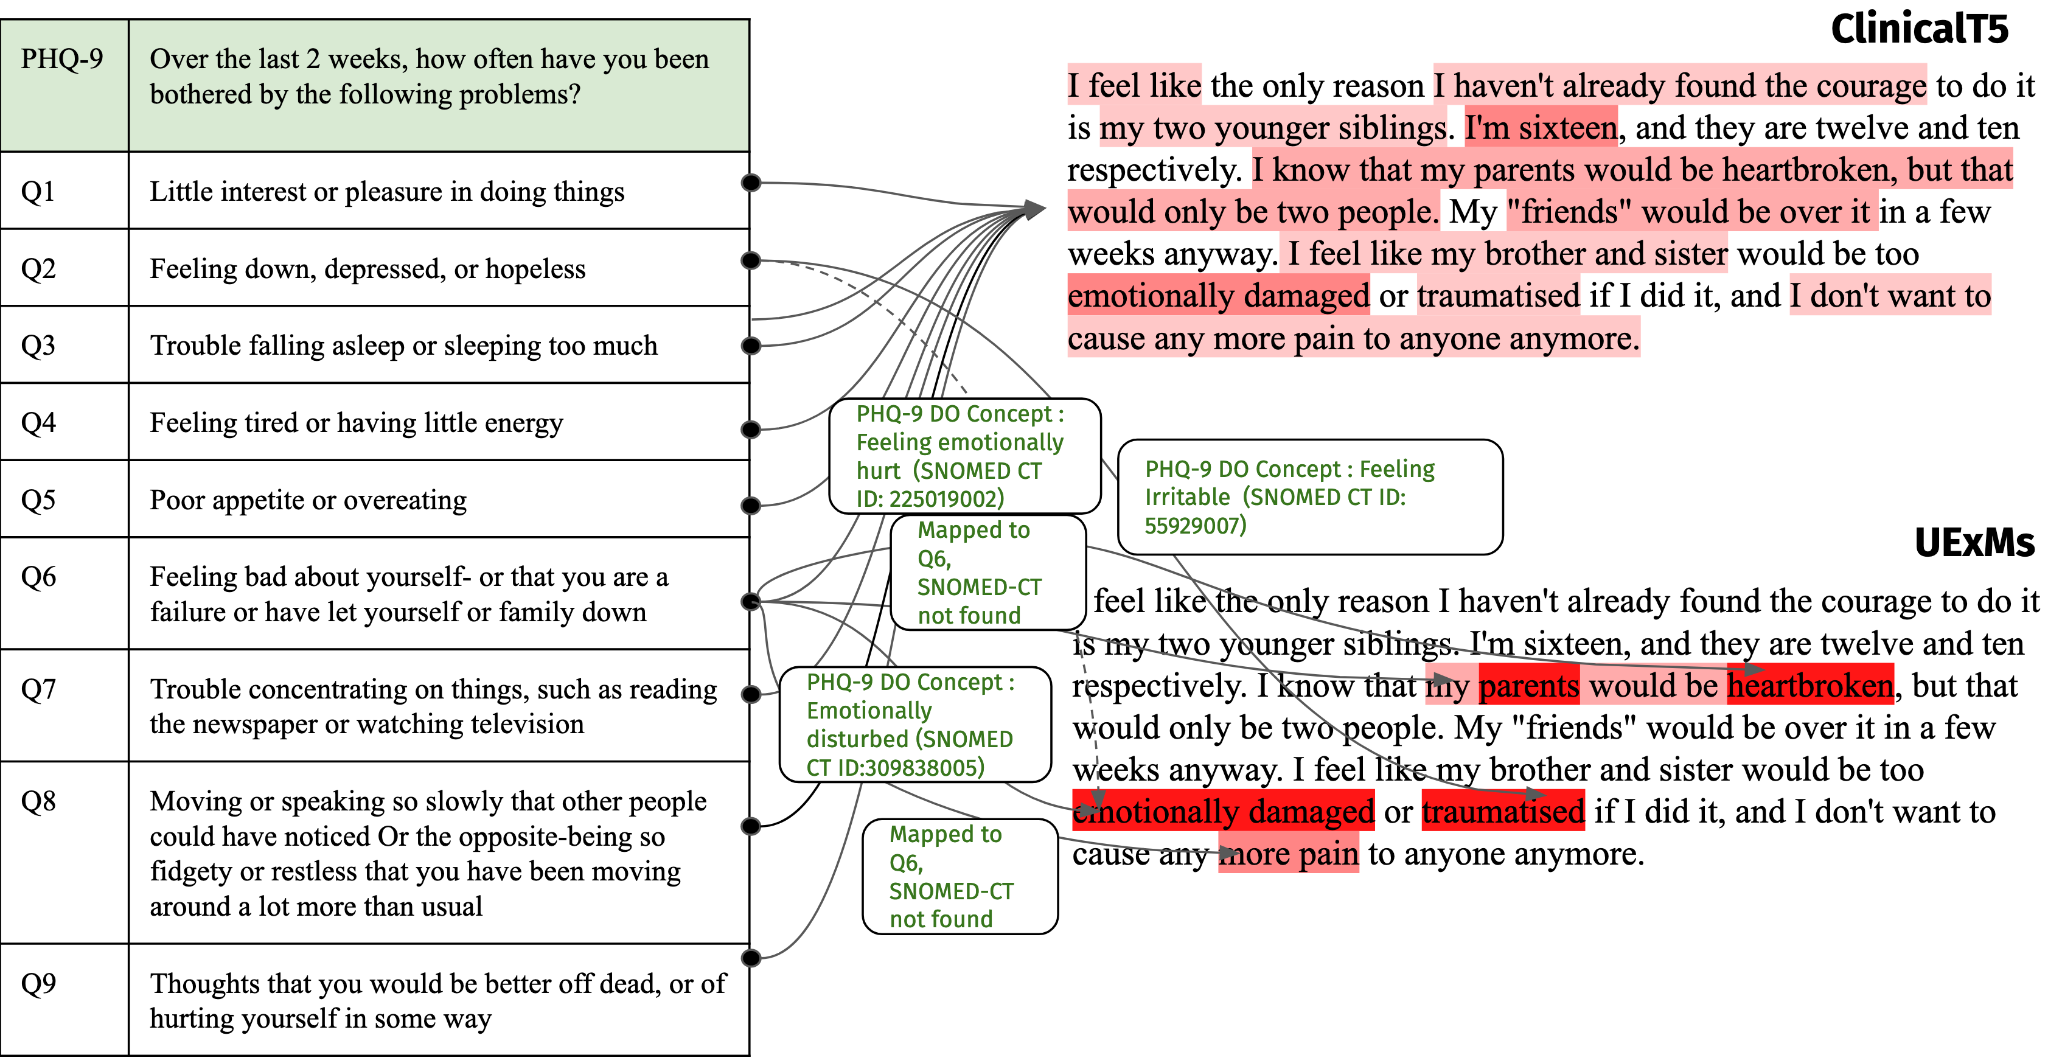 PHQ-9
Over the last 2 weeks, how often have you been
bothered by the following problems?
Q1
Little interest or pleasure in doing things
Q2
Feeling down, depressed, or hopeless
Q3
Trouble falling asleep or sleeping too much
Q4
Feeling tired or having little energy
Q5
Poor appetite or overeating
Q6
Feeling bad about yourself- or that you are a
failure or have let yourself or family down
Q7
Trouble concentrating on things, such as reading
the newspaper or watching television
Q8
Moving or speaking so slowly that other people
could have noticed Or the opposite-being so
fidgety or restless that you have been moving
around a lot more than usual
Q9
Thoughts that you would be better off dead, or of
hurting yourself in some way
ClinicalT5
I feel like the only reason I haven't already found the courage to do it
is my two younger siblings. I'm sixteen, and they are twelve and ten
respectively. I know that my parents would be heartbroken, but that
would only be two people. My "friends" would be over it in a few
weeks anyway. I feel like my brother and sister would be too
emotionally damaged or traumatised if I did it, and I don't want to
cause any more pain to anyone anymore.
PHQ-9 DO Concept :
Feeling emotionally
hurt (SNOMED CT
ID: 225019002)
PHQ-9 DO Concept : Feeling
Irritable (SNOMED CT ID:
55929007)
Mapped to
Q6,
SNOMED-CT
not found
PHQ-9 DO Concept :
Emotionally
disturbed (SNOMED
CT ID:309838005)
Mapped to
Q6,
SNOMED-CT
not found
UExMs
feel like the only reason I haven't already found the courage to do it
is my two younger siblings. I'm sixteen, and they are twelve and ten
respectively. I know that my parents would be heartbroken, but that
would only be two people. My "friends" would be over it in a few
weeks anyway. I feel like my brother and sister would be too
emotionally damaged or traumatised if I did it, and I don't want to
cause any more pain to anyone anymore.